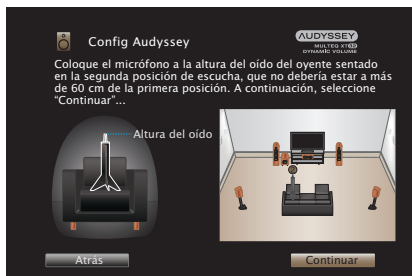 Config Audyssey
AUDYSSEY
MULTEQ XT32
DYNAMIC VOLUME
Coloque el micrófono a la altura del oído del oyente sentado
en la segunda posición de escucha, que no debería estar a más
de 60 cm de la primera posición. A continuación, seleccione
“Continuar”...
Altura del oído
Atrás
Continuar